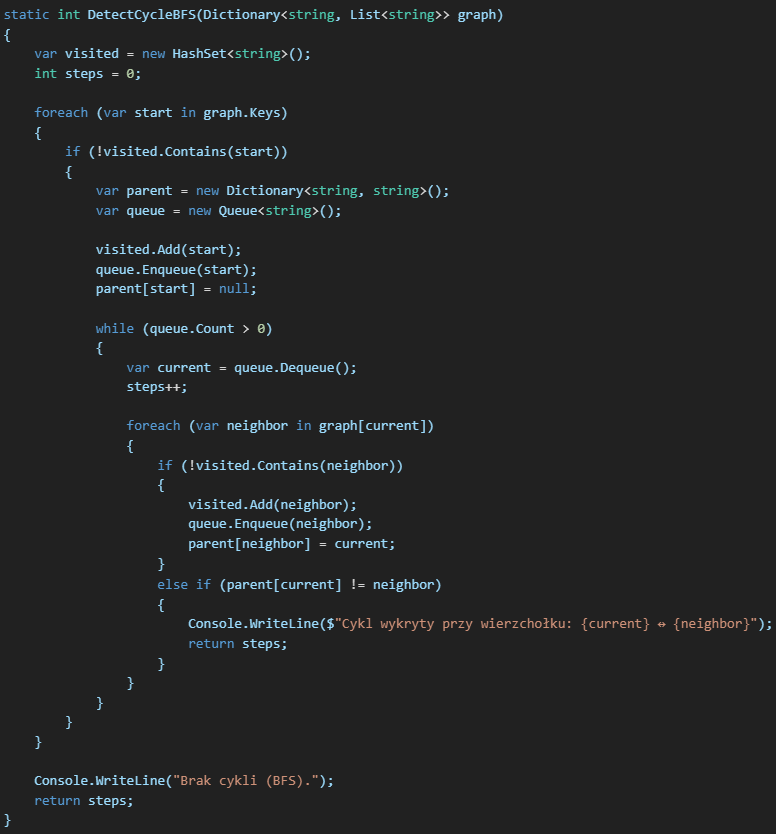 static int DetectCycleBFS(Dictionary<string, List<string>> graph)
{
    var visited = new HashSet<string>();
    int steps = 0;

    foreach (var start in graph.Keys)
    {
        if (!visited.Contains(start))
        {
            var parent = new Dictionary<string, string>();
            var queue = new Queue<string>();

            visited.Add(start);
            queue.Enqueue(start);
            parent[start] = null;

            while (queue.Count > 0)
            {
                var current = queue.Dequeue();
                steps++;

                foreach (var neighbor in graph[current])
                {
                    if (!visited.Contains(neighbor))
                    {
                        visited.Add(neighbor);
                        queue.Enqueue(neighbor);
                        parent[neighbor] = current;
                    }
                    else if (parent[current] != neighbor)
                    {
                        Console.WriteLine($"Cykl wykryty przy wierzchołku: {current} ↔ {neighbor}");
                        return steps;
                    }
                }
            }
        }
    }

    Console.WriteLine("Brak cykli (BFS).");
    return steps;
}